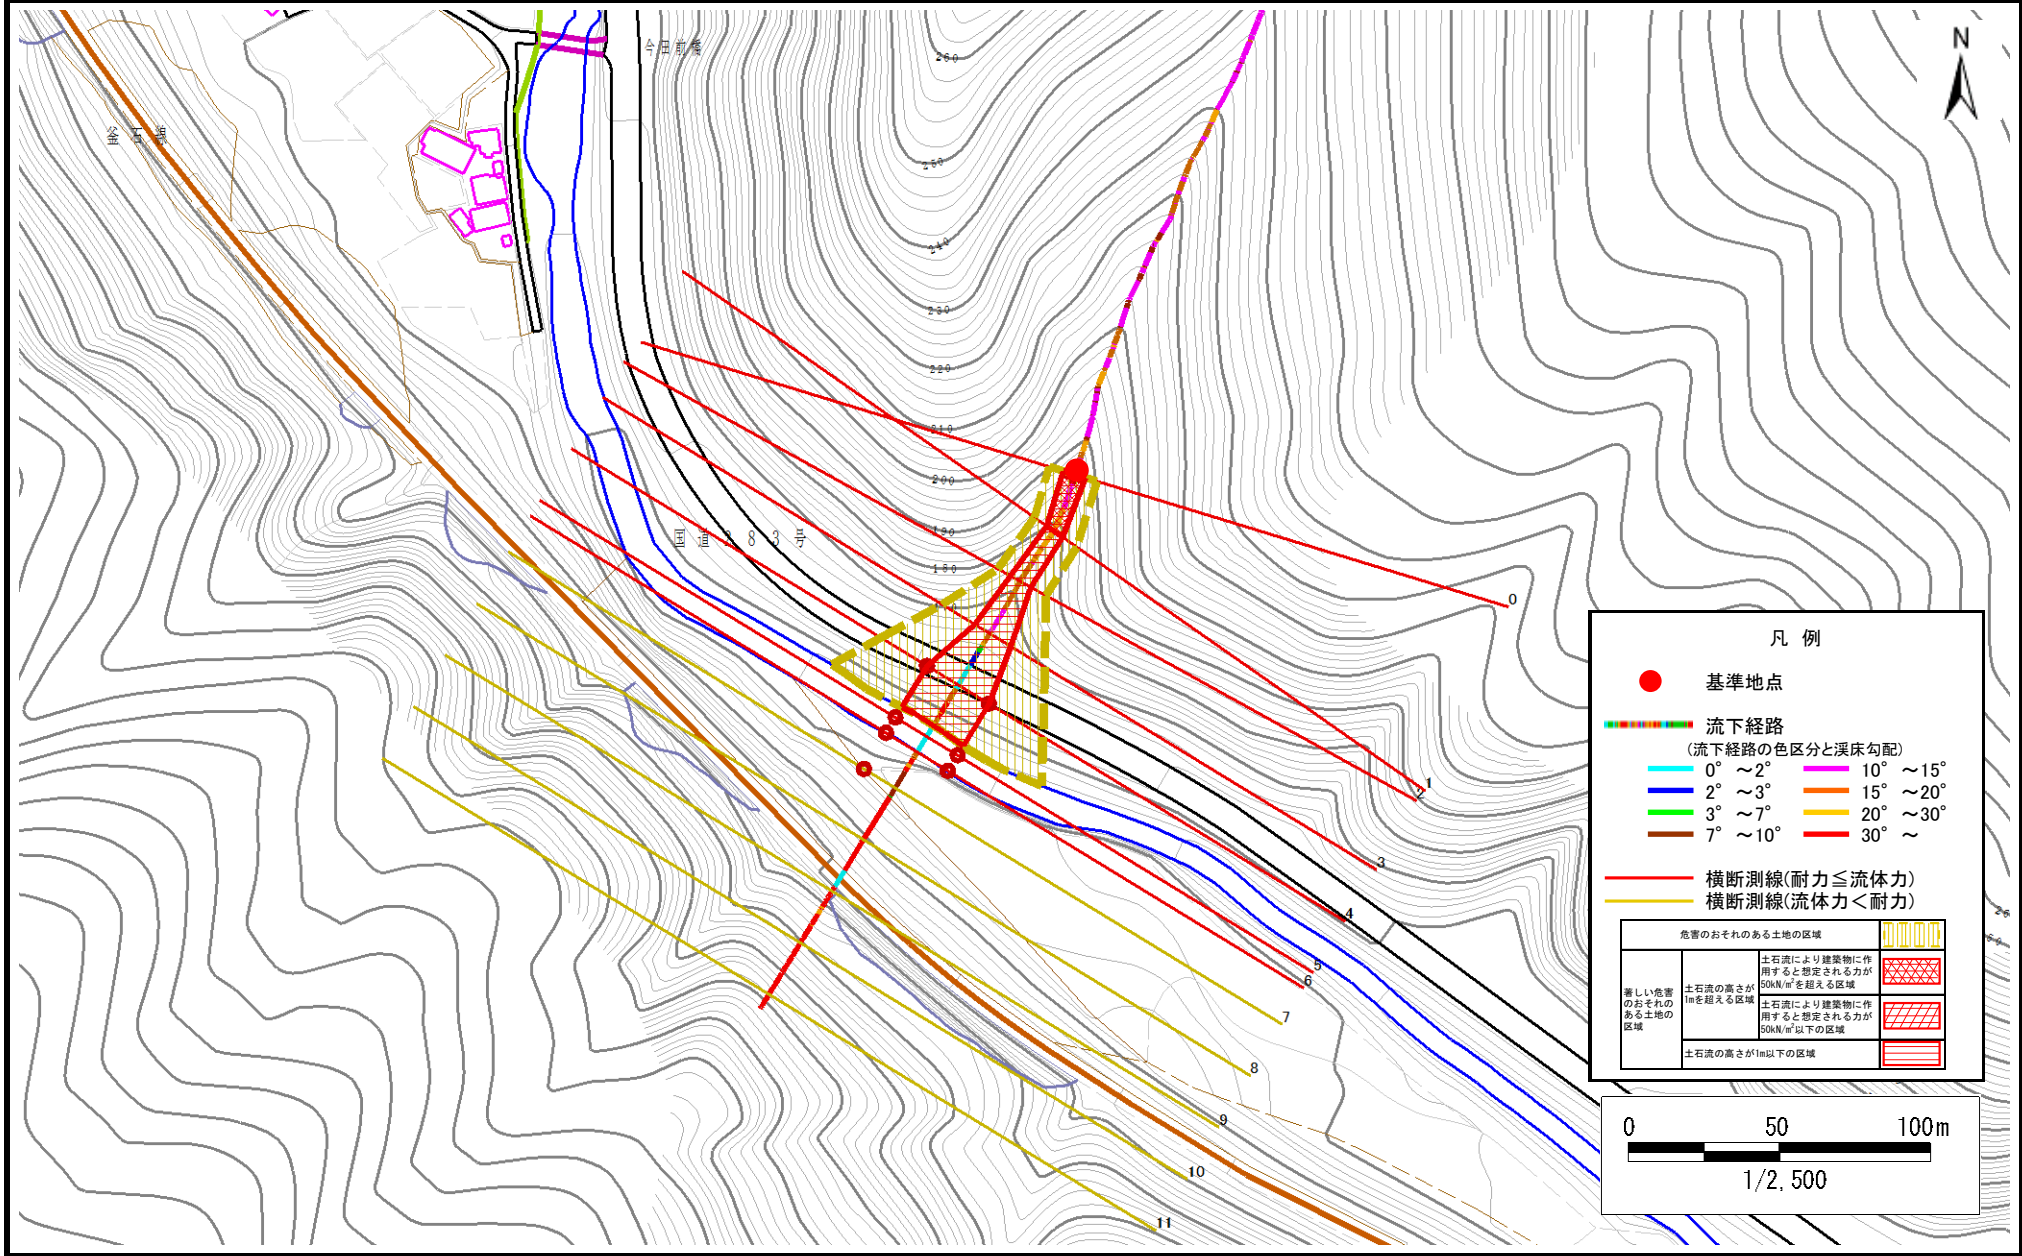 今田前橋
N
釜石線
260
250
240
230
220
210
200
190
180
国道283号
0
1
2
3
4
5
6
7
8
9
10
11
凡 例
基準地点
流下経路
(流下経路の色区分と渓床勾配)
0° ～2° 10° ～15°
2° ～3° 15° ～20°
3° ～7° 20° ～30°
7° ～10° 30° ～
横断測線(耐力≦流体力)
横断測線(流体力＜耐力)
危害のおそれのある土地の区域
著しい危害
のおそれの
ある土地の
区域
土石流の高さが
1mを超える区域
土石流により建築物に作
用すると想定される力が
50kN/m²を超える区域
土石流により建築物に作
用すると想定される力が
50kN/m²以下の区域
土石流の高さが1m以下の区域
0 50 100m
1/2,500